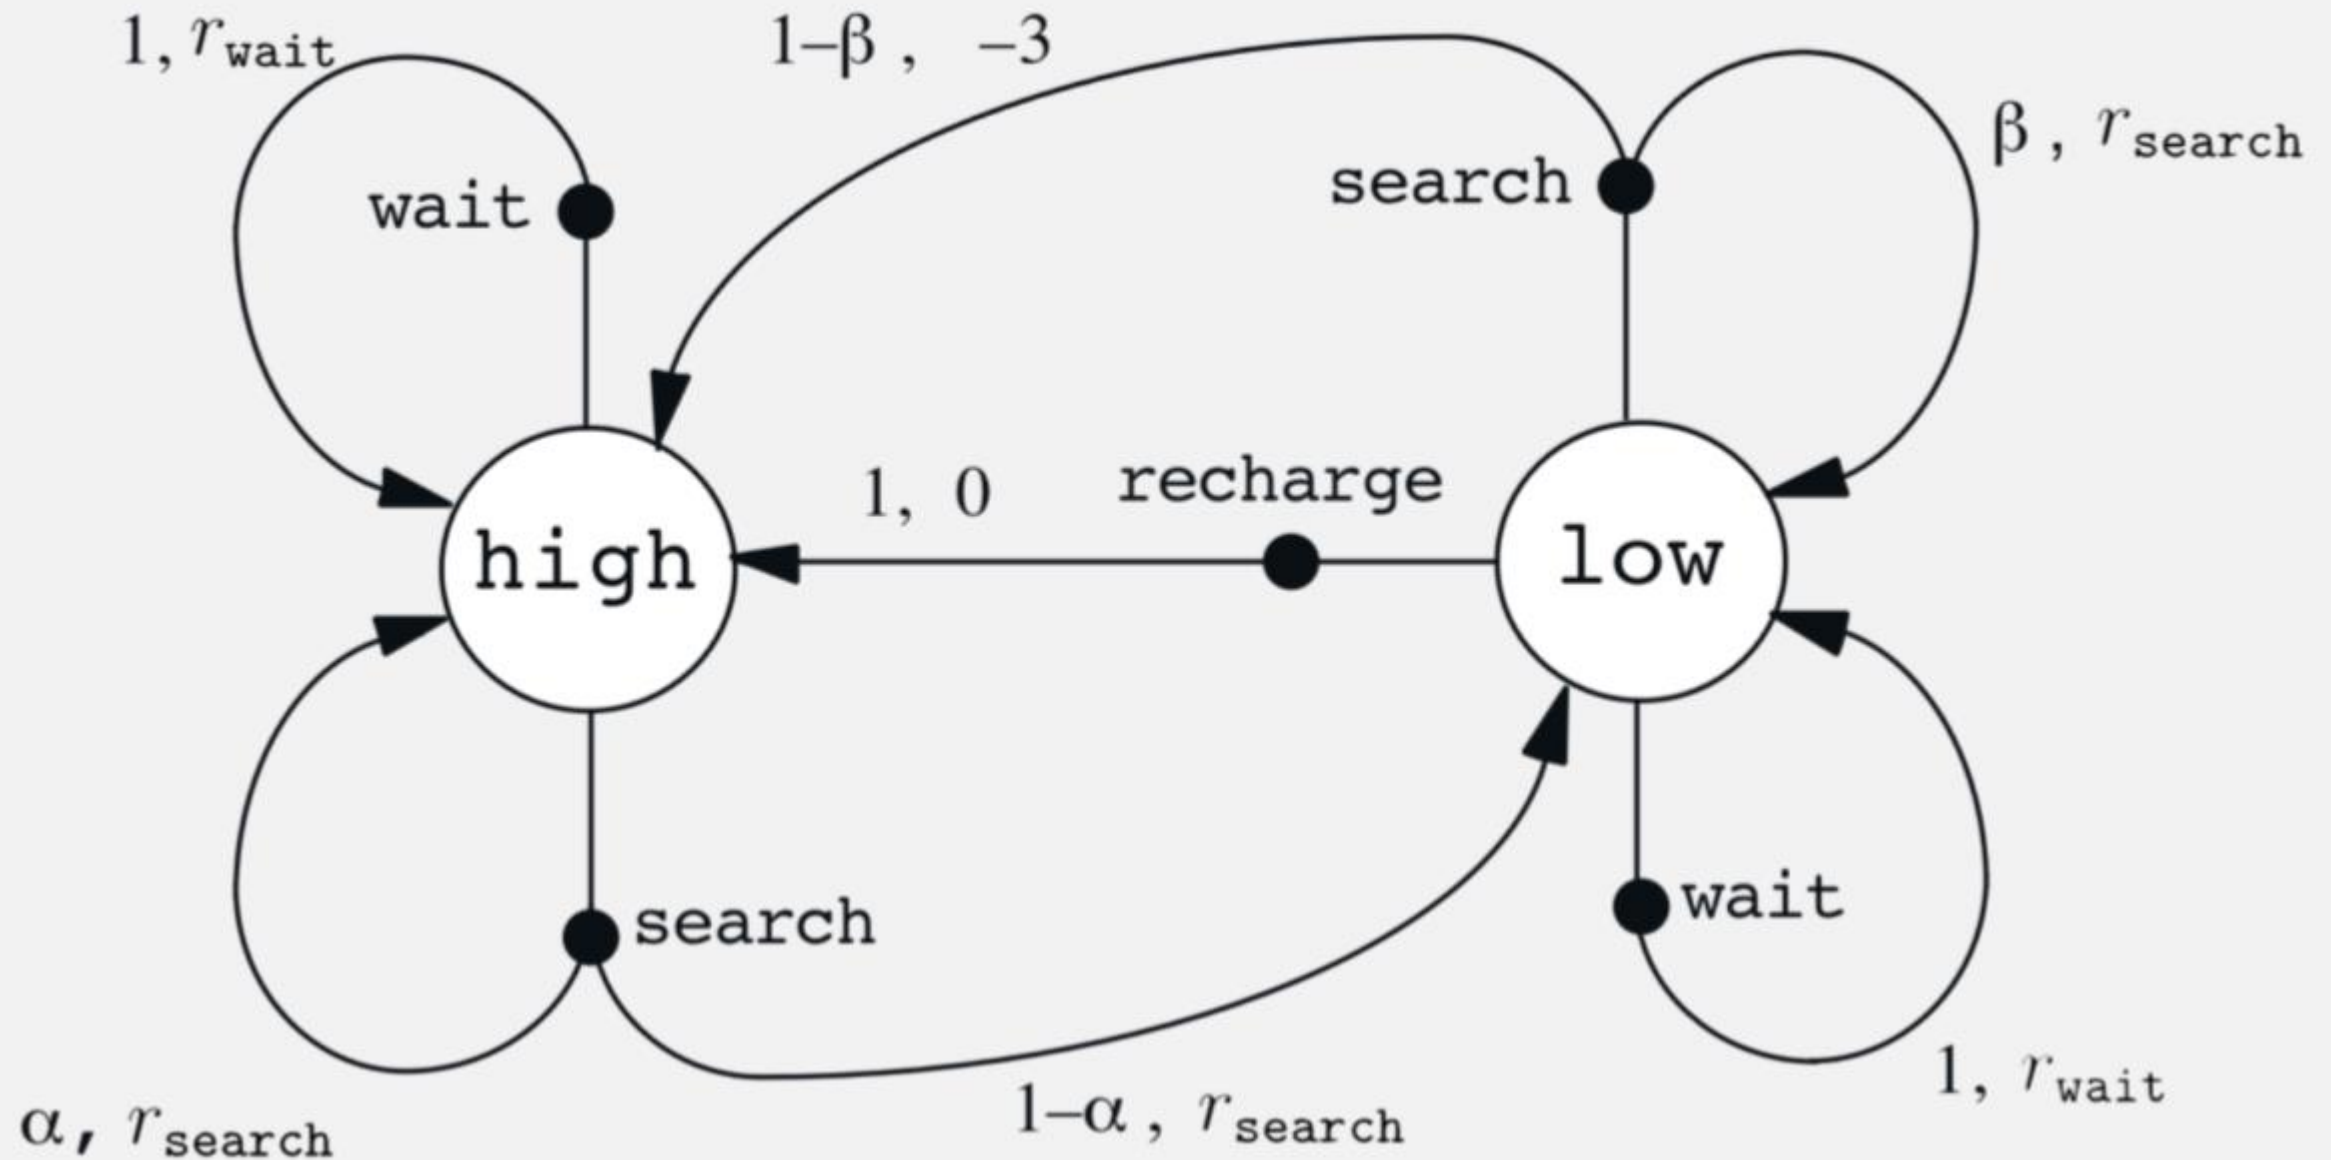 1, r_wait
1–β , –3
β , r_search
wait
search
1, 0
recharge
high
low
search
wait
α, r_search
1–α , r_search
1, r_wait